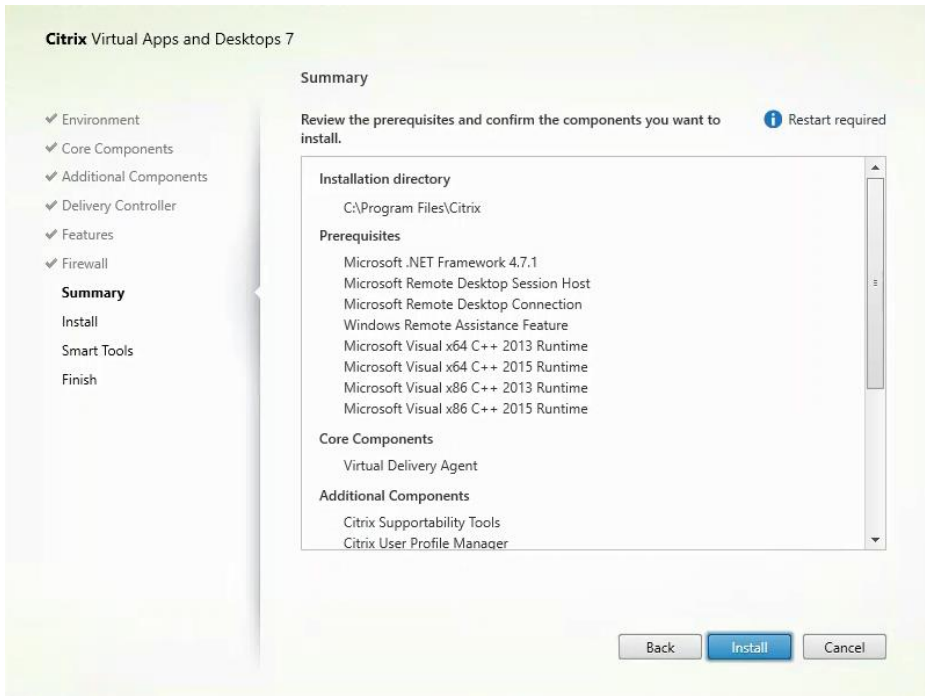 Citrix Virtual Apps and Desktops 7
Summary
Environment
Core Components
Additional Components
Delivery Controller
Features
Firewall
Summary
Install
Smart Tools
Finish
Review the prerequisites and confirm the components you want to
install.
Restart required
Installation directory
C:\Program Files\Citrix
Prerequisites
Microsoft .NET Framework 4.7.1
Microsoft Remote Desktop Session Host
Microsoft Remote Desktop Connection
Windows Remote Assistance Feature
Microsoft Visual x64 C++ 2013 Runtime
Microsoft Visual x64 C++ 2015 Runtime
Microsoft Visual x86 C++ 2013 Runtime
Microsoft Visual x86 C++ 2015 Runtime
Core Components
Virtual Delivery Agent
Additional Components
Citrix Supportability Tools
Citrix User Profile Manager
Back
Install
Cancel